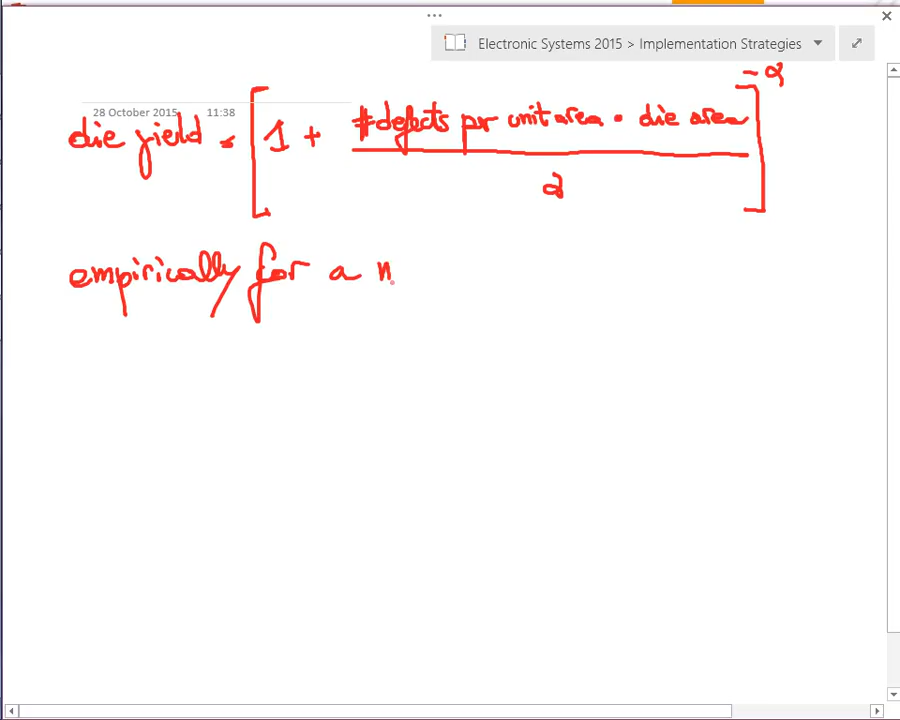 Electronic Systems 2015 > Implementation Strategies
28 October 2015 11:38
die yield = [ 1 + #defects per unit area · die area / α ] -α
empirically for a n